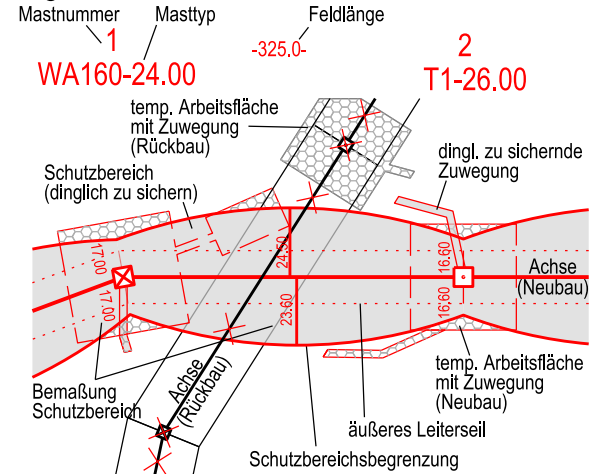 Mastnummer
Masttyp
Feldlänge
1
-325.0-
2
WA160-24.00
T1-26.00
temp. Arbeitsfläche
mit Zuwegung
(Rückbau)
dingl. zu sichernde
Zuwegung
Schutzbereich
(dinglich zu sichern)
17.00
17.00
24.50
23.60
16.60
16.60
Achse
(Neubau)
Achse
(Rückbau)
Bemaßung
Schutzbereich
temp. Arbeitsfläche
mit Zuwegung
(Neubau)
äußeres Leiterseil
Schutzbereichsbegrenzung